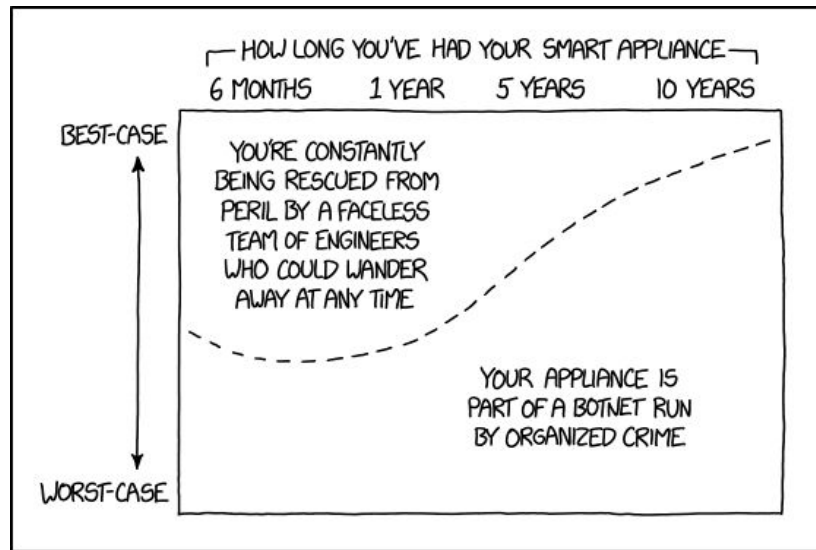 HOW LONG YOU'VE HAD YOUR SMART APPLIANCE
6 MONTHS 1 YEAR 5 YEARS 10 YEARS
BEST-CASE
YOU'RE CONSTANTLY
BEING RESCUED FROM
PERIL BY A FACELESS
TEAM OF ENGINEERS
WHO COULD WANDER
AWAY AT ANY TIME
YOUR APPLIANCE IS
PART OF A BOTNET RUN
BY ORGANIZED CRIME
WORST-CASE